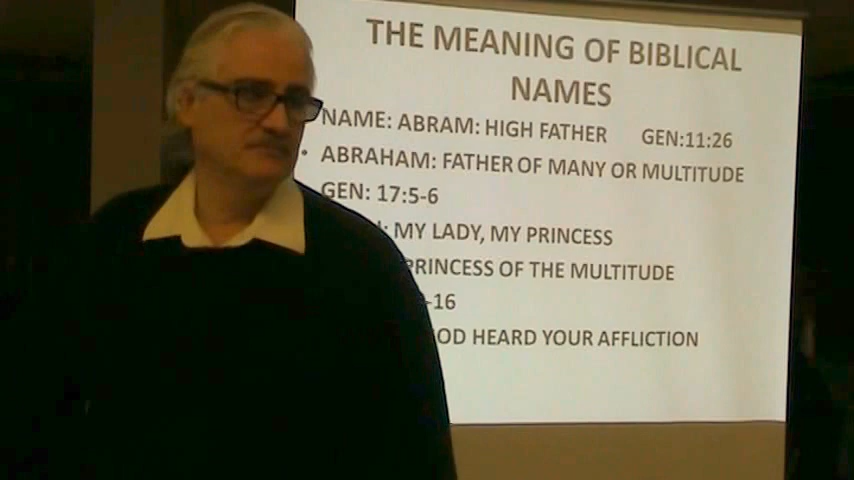 THE MEANING OF BIBLICAL
NAMES
NAME: ABRAM: HIGH FATHER GEN:11:26
• ABRAHAM: FATHER OF MANY OR MULTITUDE
GEN: 17:5-6
: MY LADY, MY PRINCESS
PRINCESS OF THE MULTITUDE
-16
HEARD YOUR AFFLICTION